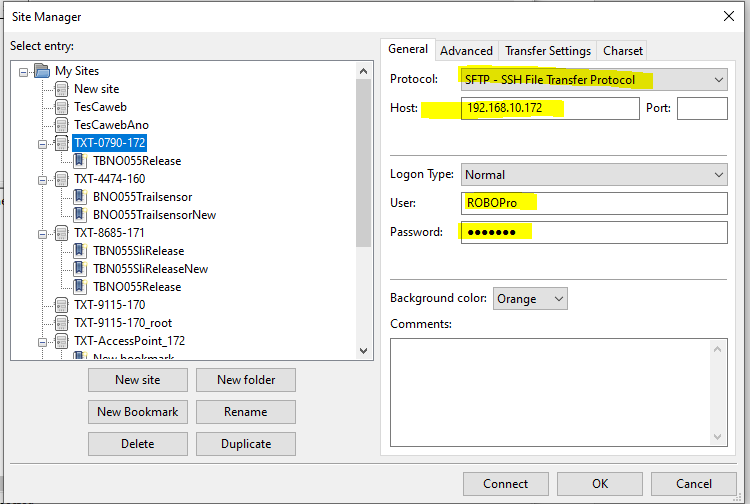 Site Manager
Select entry:
My Sites
New site
TesCaweb
TesCawebAno
TXT-0790-172
TBNO055Release
TXT-4474-160
BNO055Trailsensor
BNO055TrailsensorNew
TXT-8685-171
TBN055SliRelease
TBN055SliReleaseNew
TBNO055Release
TXT-9115-170
TXT-9115-170_root
TXT-AccessPoint_172
New bookmark
New site
New folder
New Bookmark
Rename
Delete
Duplicate
General
Advanced
Transfer Settings
Charset
Protocol:
SFTP - SSH File Transfer Protocol
Host:
192.168.10.172
Port:
Logon Type:
Normal
User:
ROBOPro
Password:
●●●●●●●
Background color:
Orange
Comments:
Connect
OK
Cancel